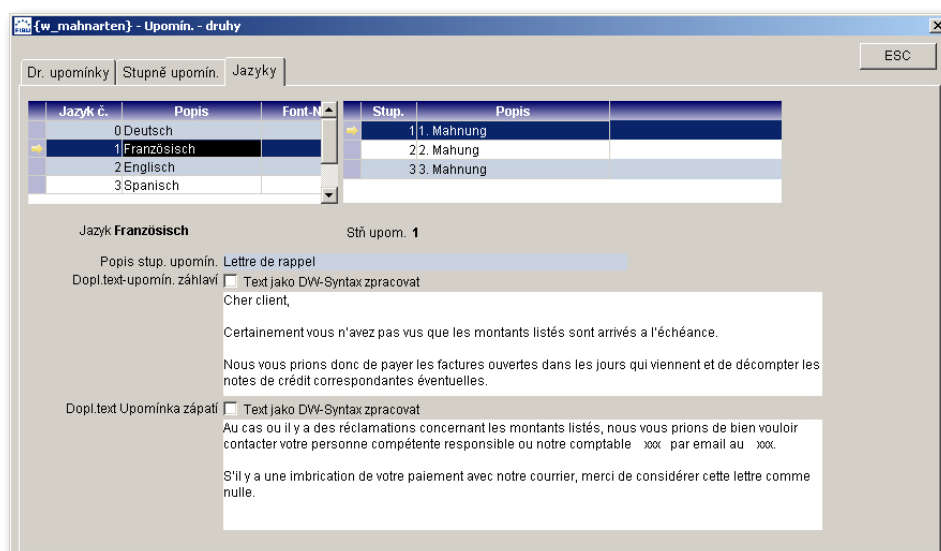 FIBU {w_mahnarten} - Upomín. - druhy
ESC
Dr. upomínky Stupně upomín. Jazyky
Jazyk č. Popis Font-N
0 Deutsch
1 Französisch
2 Englisch
3 Spanisch
Stup. Popis
1 1. Mahnung
2 2. Mahung
3 3. Mahnung
Jazyk Französisch
Stň upom. 1
Popis stup. upomín. Lettre de rappel
Dopl.text-upomín. záhlaví Text jako DW-Syntax zpracovat
Cher client,
Certainement vous n'avez pas vus que les montants listés sont arrivés a l'échéance.
Nous vous prions donc de payer les factures ouvertes dans les jours qui viennent et de décompter les
notes de crédit correspondantes éventuelles.
Dopl.text Upomínka zápatí Text jako DW-Syntax zpracovat
Au cas ou il y a des réclamations concernant les montants listés, nous vous prions de bien vouloir
contacter votre personne compétente responsible ou notre comptable xxx par email au xxx.
S'il y a une imbrication de votre paiement avec notre courrier, merci de considérer cette lettre comme
nulle.